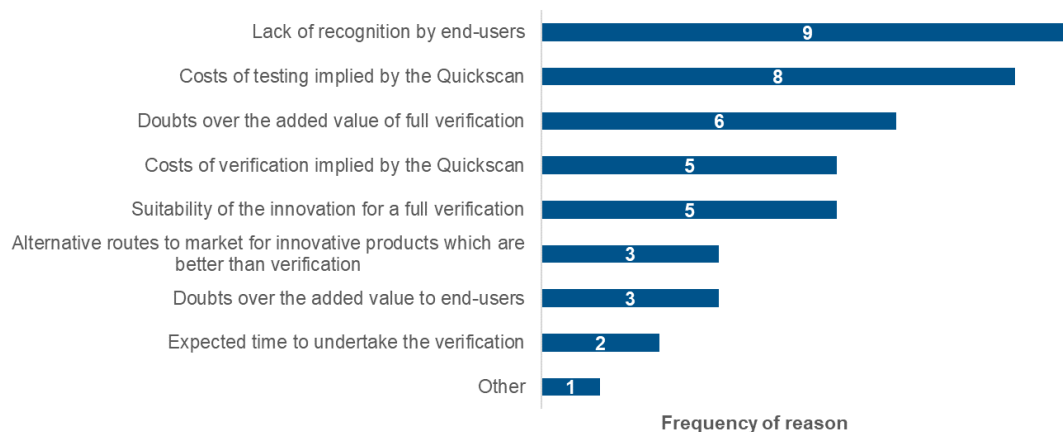 Lack of recognition by end-users
9
Costs of testing implied by the Quickscan
8
Doubts over the added value of full verification
6
Costs of verification implied by the Quickscan
5
Suitability of the innovation for a full verification
5
Alternative routes to market for innovative products which are
better than verification
3
Doubts over the added value to end-users
3
Expected time to undertake the verification
2
Other
1
Frequency of reason